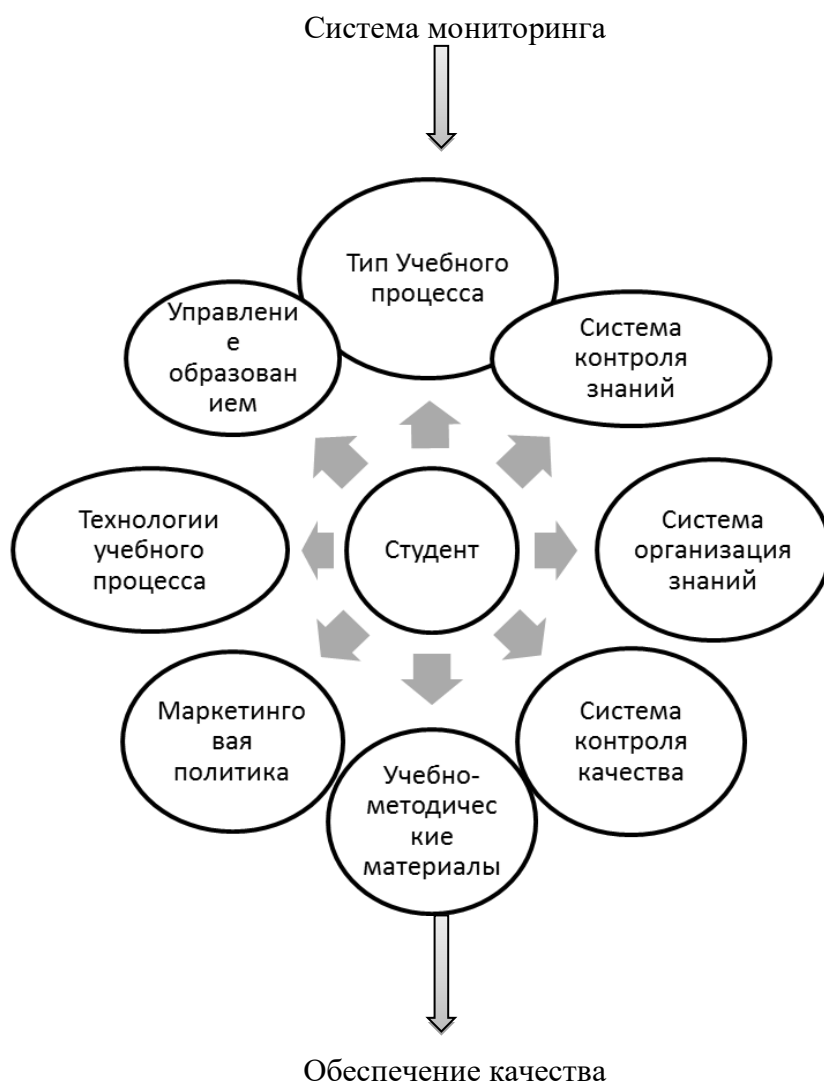 Система мониторинга
Тип Учебного
процесса
Управлени
е
образован
ием
Система
контроля
знаний
Технологии
учебного
процесса
Студент
Система
организация
знаний
Маркетинго
вая
политика
Система
контроля
качества
Учебно-
методичес
кие
материалы
Обеспечение качества